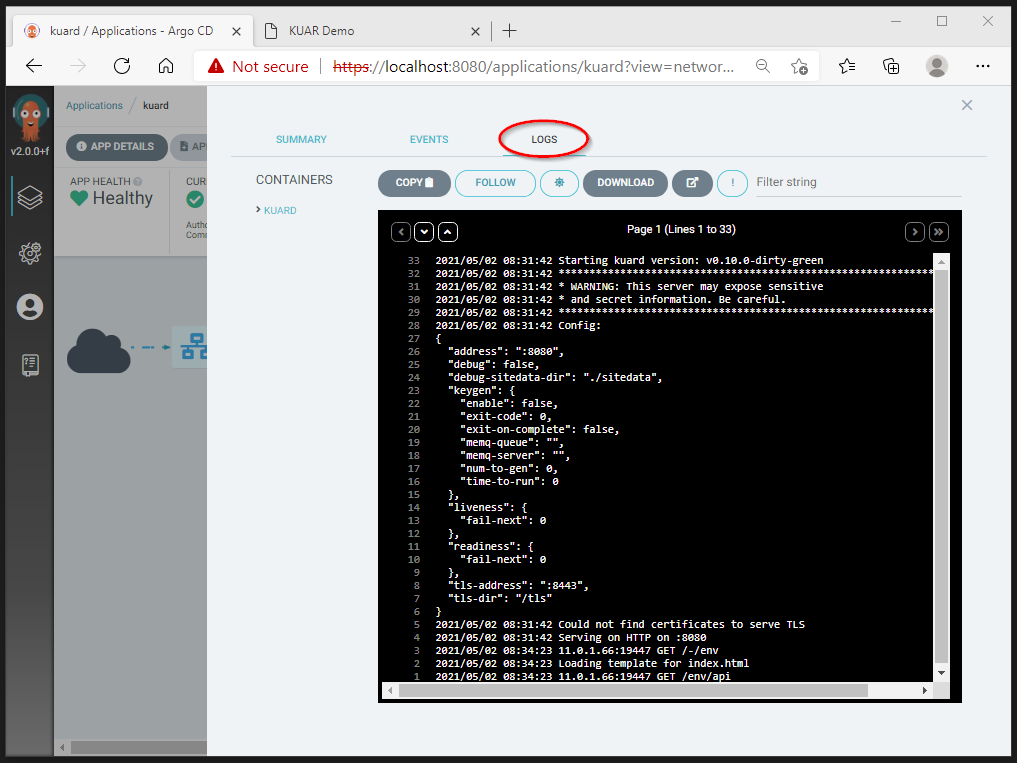 kuard / Applications - Argo CD
KUAR Demo
Not secure
https://localhost:8080/applications/kuard?view=networ...
v2.0.0+f
Applications / kuard
APP DETAILS
AP
APP HEALTH
Healthy
CURI
Autho
Comm
SUMMARY
EVENTS
LOGS
CONTAINERS
KUARD
COPY
FOLLOW
DOWNLOAD
!
Filter string
Page 1 (Lines 1 to 33)
33 2021/05/02 08:31:42 Starting kuard version: v0.10.0-dirty-green
32 2021/05/02 08:31:42 *************************************************************
31 2021/05/02 08:31:42 * WARNING: This server may expose sensitive
30 2021/05/02 08:31:42 * and secret information. Be careful.
29 2021/05/02 08:31:42 *************************************************************
28 2021/05/02 08:31:42 Config:
27 {
26 "address": ":8080",
25 "debug": false,
24 "debug-sitedata-dir": "./sitedata",
23 "keygen": {
22 "enable": false,
21 "exit-code": 0,
20 "exit-on-complete": false,
19 "memq-queue": "",
18 "memq-server": "",
17 "num-to-gen": 0,
16 "time-to-run": 0
15 },
14 "liveness": {
13 "fail-next": 0
12 },
11 "readiness": {
10 "fail-next": 0
9 },
8 "tls-address": ":8443",
7 "tls-dir": "/tls"
6 }
5 2021/05/02 08:31:42 Could not find certificates to serve TLS
4 2021/05/02 08:31:42 Serving on HTTP on :8080
3 2021/05/02 08:34:23 11.0.1.66:19447 GET /-/env
2 2021/05/02 08:34:23 Loading template for index.html
1 2021/05/02 08:34:23 11.0.1.66:19447 GET /env/api